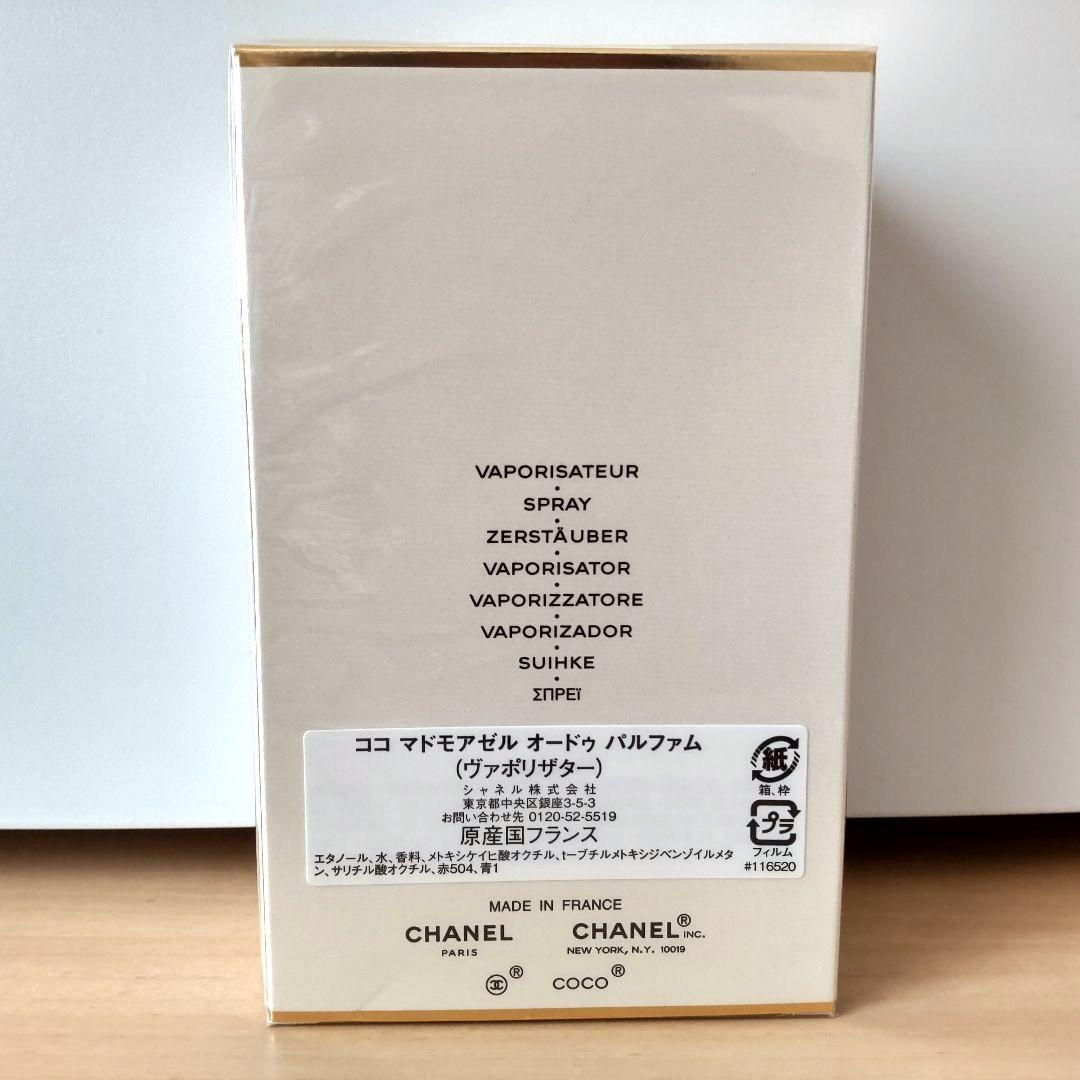 VAPORISATEUR
SPRAY
ZERSTÄUBER
VAPORISATOR
VAPORIZZATORE
VAPORIZADOR
SUIHKE
ΣΠΡΕΪ
ココ マドモアゼル オードゥ パルファム
(ヴァポリザター)
シャネル株式会社
東京都中央区銀座3-5-3
お問い合わせ先 0120-52-5519
原産国フランス
エタノール、水、香料、メトキシケイヒ酸オクチル、t-ブチルメトキシジベンゾイルメタ
ン、サリチル酸オクチル、赤504、青1
紙
箱、枠
プラ
フィルム
#116520
MADE IN FRANCE
CHANEL
PARIS
CHANEL® INC.
NEW YORK, N.Y. 10019
®
COCO®